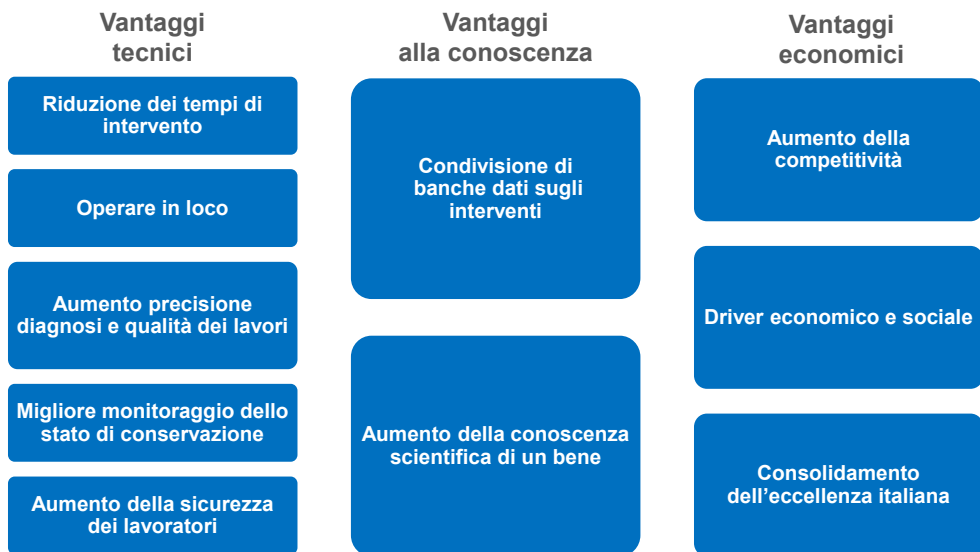 Vantaggi
tecnici
Riduzione dei tempi di
intervento
Operare in loco
Aumento precisione
diagnosi e qualità dei lavori
Migliore monitoraggio dello
stato di conservazione
Aumento della sicurezza
dei lavoratori
Vantaggi
alla conoscenza
Condivisione di
banche dati sugli
interventi
Aumento della conoscenza
scientifica di un bene
Vantaggi
economici
Aumento della
competitività
Driver economico e sociale
Consolidamento
dell’eccellenza italiana